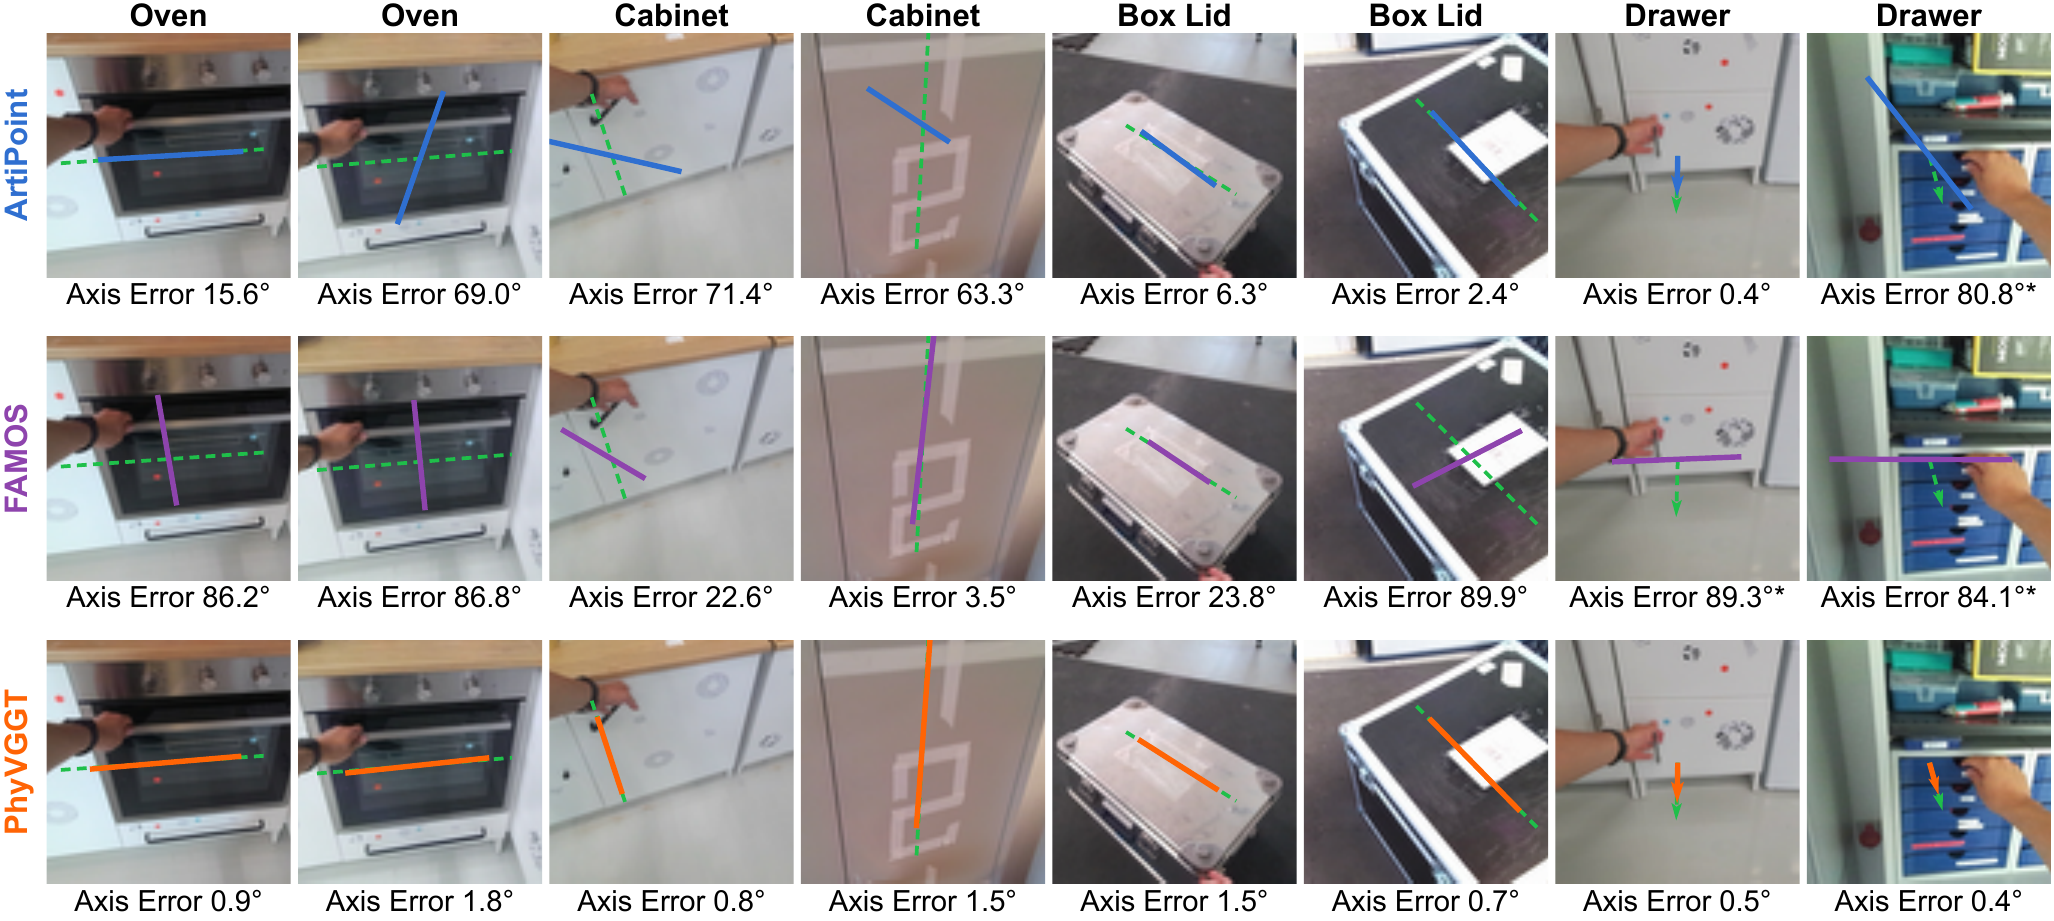 Oven Oven Cabinet Cabinet Box Lid Box Lid Drawer Drawer
ArtiPoint
Axis Error 15.6° Axis Error 69.0° Axis Error 71.4° Axis Error 63.3° Axis Error 6.3° Axis Error 2.4° Axis Error 0.4° Axis Error 80.8°*
FAMOS
Axis Error 86.2° Axis Error 86.8° Axis Error 22.6° Axis Error 3.5° Axis Error 23.8° Axis Error 89.9° Axis Error 89.3°* Axis Error 84.1°*
PhyVGGT
Axis Error 0.9° Axis Error 1.8° Axis Error 0.8° Axis Error 1.5° Axis Error 1.5° Axis Error 0.7° Axis Error 0.5° Axis Error 0.4°